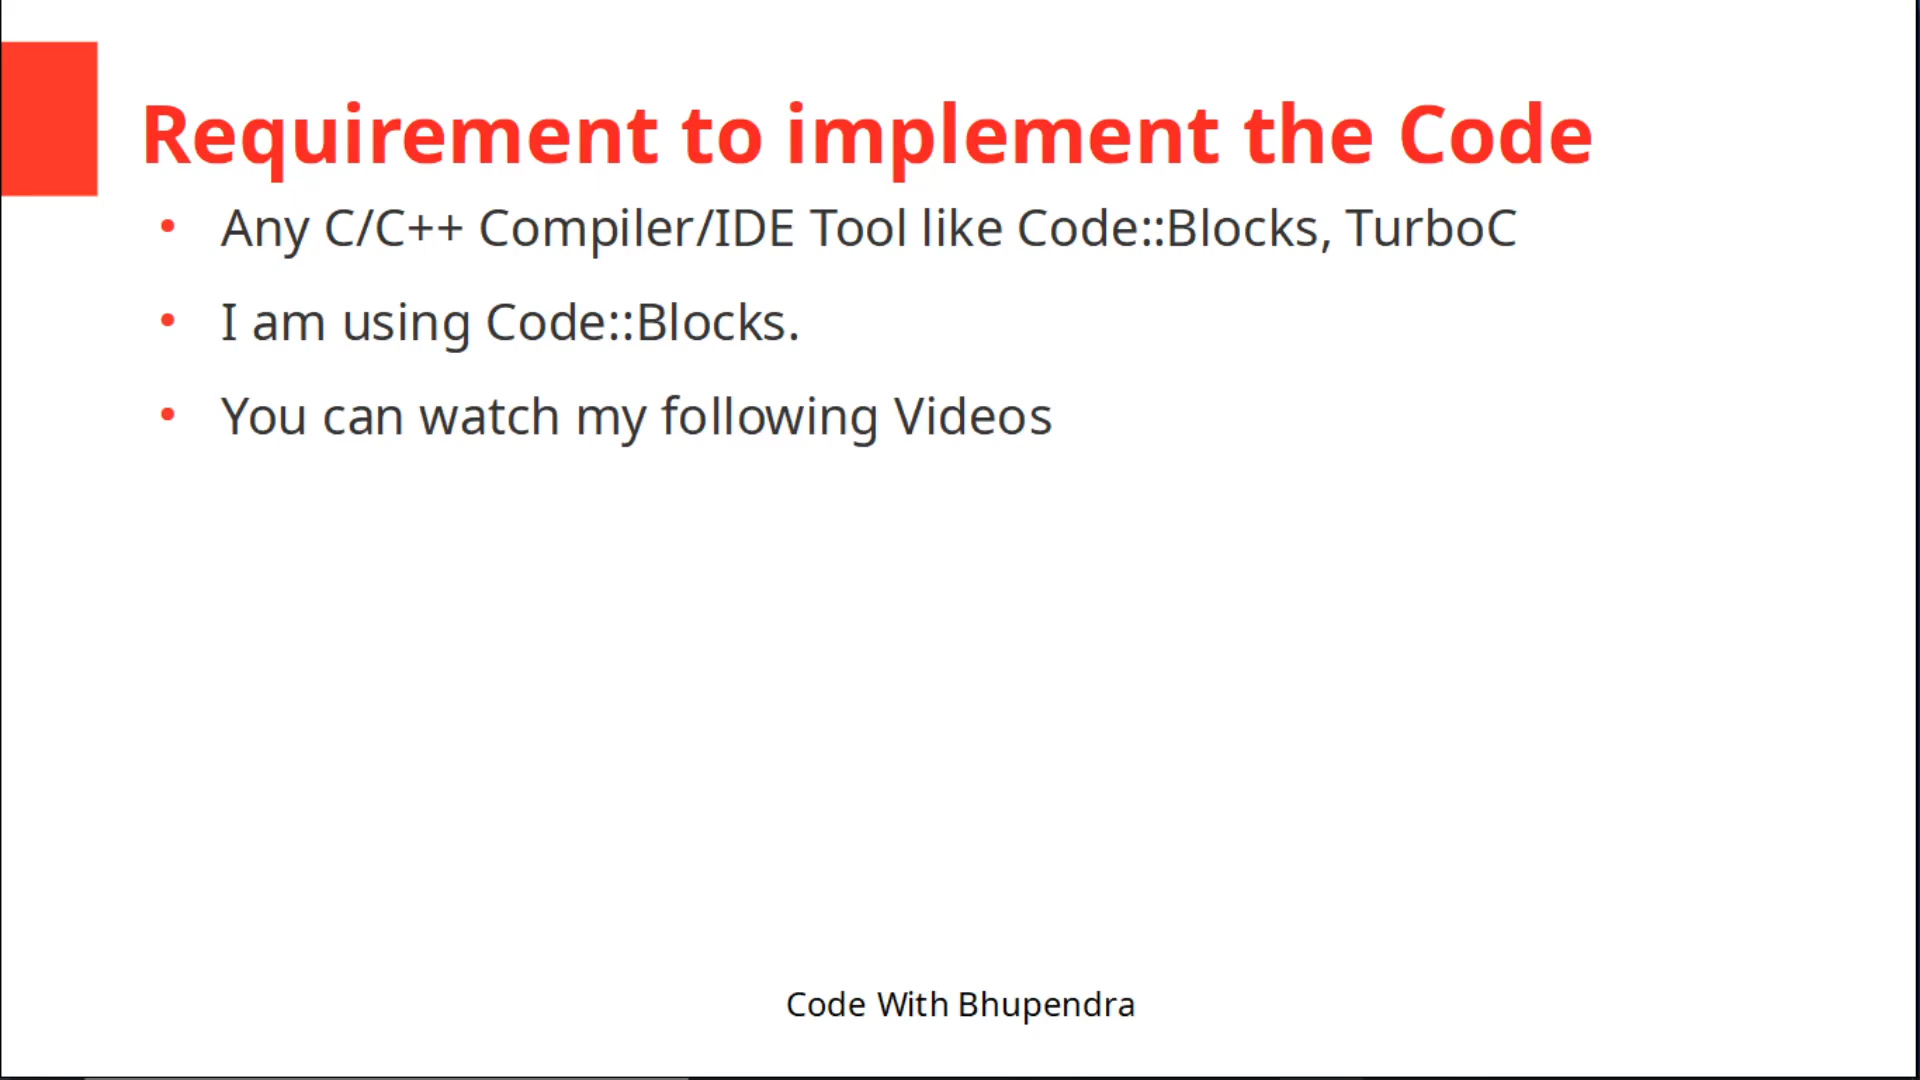 Requirement to implement the Code
• Any C/C++ Compiler/IDE Tool like Code::Blocks, TurboC
• I am using Code::Blocks.
• You can watch my following Videos
Code With Bhupendra